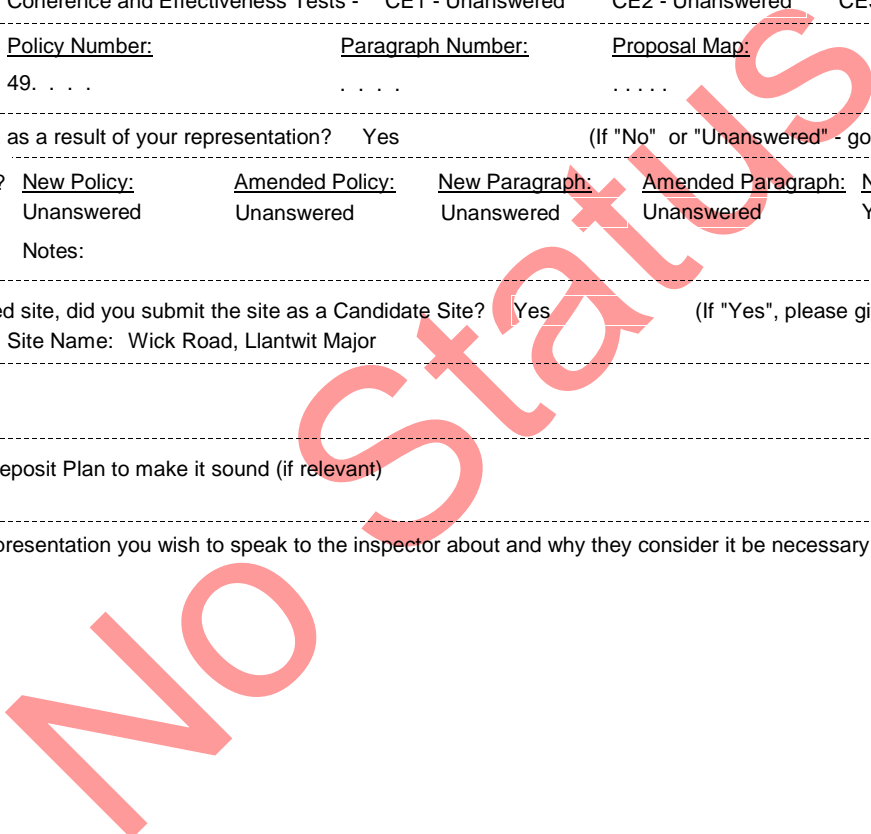 Coherence and Effectiveness Tests - CE1 - Unanswered CE2 - Unanswered
Policy Number: Paragraph Number: Proposal Map:
49. . . . . . . . . . . . .
as a result of your representation? Yes (If "No" or "Unanswered" - go
? New Policy: Amended Policy: New Paragraph: Amended Paragraph: N
Unanswered Unanswered Unanswered Unanswered Y
Notes:
ed site, did you submit the site as a Candidate Site? Yes (If "Yes", please gi
Site Name: Wick Road, Llantwit Major
eposit Plan to make it sound (if relevant)
presentation you wish to speak to the inspector about and why they consider it be necessary
No Status